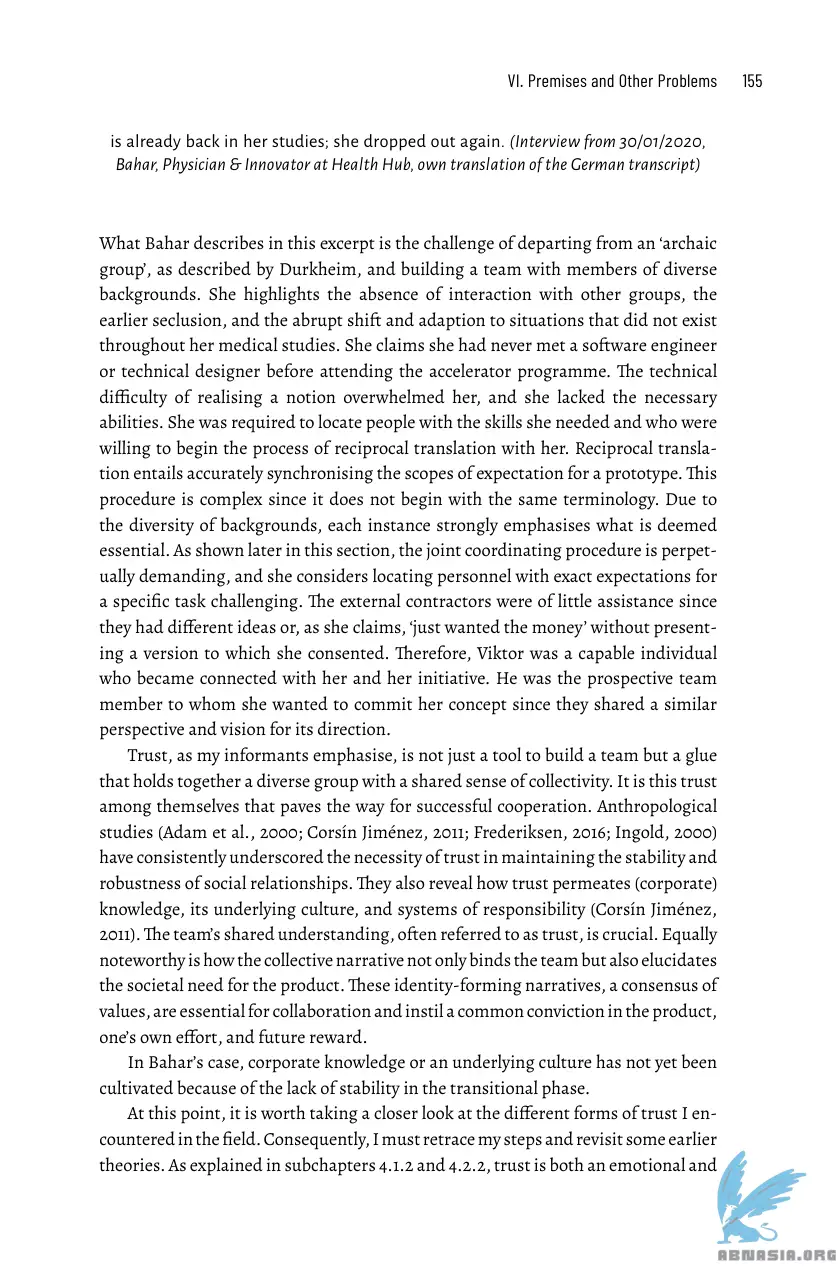 VI. Premises and Other Problems 155
is already back in her studies; she dropped out again. (Interview from 30/01/2020,
Bahar, Physician & Innovator at Health Hub, own translation of the German transcript)
What Bahar describes in this excerpt is the challenge of departing from an ‘archaic
group’, as described by Durkheim, and building a team with members of diverse
backgrounds. She highlights the absence of interaction with other groups, the
earlier seclusion, and the abrupt shift and adaption to situations that did not exist
throughout her medical studies. She claims she had never met a software engineer
or technical designer before attending the accelerator programme. The technical
difficulty of realising a notion overwhelmed her, and she lacked the necessary
abilities. She was required to locate people with the skills she needed and who were
willing to begin the process of reciprocal translation with her. Reciprocal transla-
tion entails accurately synchronising the scopes of expectation for a prototype. This
procedure is complex since it does not begin with the same terminology. Due to
the diversity of backgrounds, each instance strongly emphasises what is deemed
essential. As shown later in this section, the joint coordinating procedure is perpet-
ually demanding, and she considers locating personnel with exact expectations for
a specific task challenging. The external contractors were of little assistance since
they had different ideas or, as she claims, ‘just wanted the money’ without present-
ing a version to which she consented. Therefore, Viktor was a capable individual
who became connected with her and her initiative. He was the prospective team
member to whom she wanted to commit her concept since they shared a similar
perspective and vision for its direction.
Trust, as my informants emphasise, is not just a tool to build a team but a glue
that holds together a diverse group with a shared sense of collectivity. It is this trust
among themselves that paves the way for successful cooperation. Anthropological
studies (Adam et al., 2000; Corsín Jiménez, 2011; Frederiksen, 2016; Ingold, 2000)
have consistently underscored the necessity of trust in maintaining the stability and
robustness of social relationships. They also reveal how trust permeates (corporate)
knowledge, its underlying culture, and systems of responsibility (Corsín Jiménez,
2011). The team’s shared understanding, often referred to as trust, is crucial. Equally
noteworthy is how the collective narrative not only binds the team but also elucidates
the societal need for the product. These identity-forming narratives, a consensus of
values, are essential for collaboration and instil a common conviction in the product,
one’s own effort, and future reward.
In Bahar’s case, corporate knowledge or an underlying culture has not yet been
cultivated because of the lack of stability in the transitional phase.
At this point, it is worth taking a closer look at the different forms of trust I en-
countered in the field. Consequently, I must retrace my steps and revisit some earlier
theories. As explained in subchapters 4.1.2 and 4.2.2, trust is both an emotional and
ABNASIA.ORG